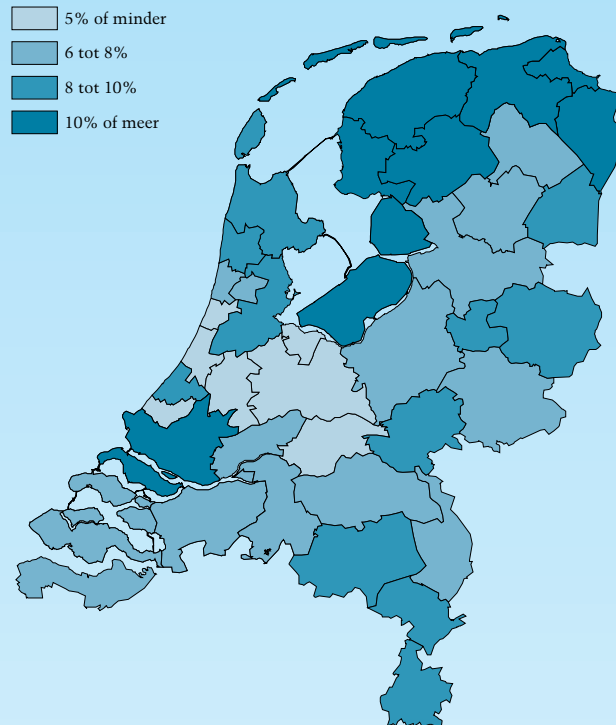 5% of minder
6 tot 8%
8 tot 10%
10% of meer